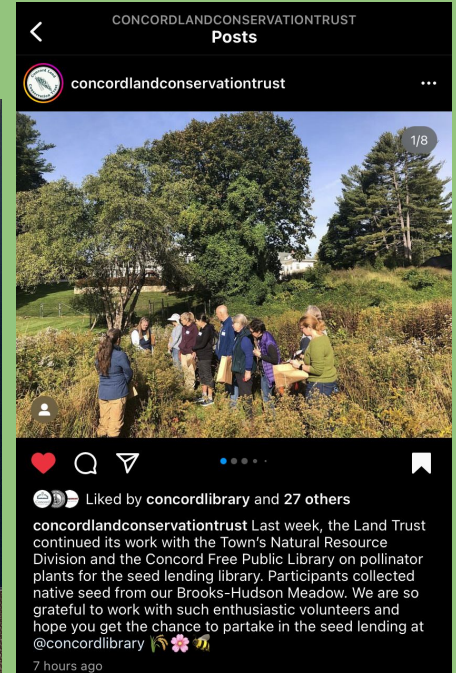 CONCORDLANDCONSERVATIONTRUST
Posts
concordlandconservationtrust
1/8
Liked by concordlibrary and 27 others
concordlandconservationtrust Last week, the Land Trust
continued its work with the Town's Natural Resource
Division and the Concord Free Public Library on pollinator
plants for the seed lending library. Participants collected
native seed from our Brooks-Hudson Meadow. We are so
grateful to work with such enthusiastic volunteers and
hope you get the chance to partake in the seed lending at
@concordlibrary 🌾🌸🐝
7 hours ago